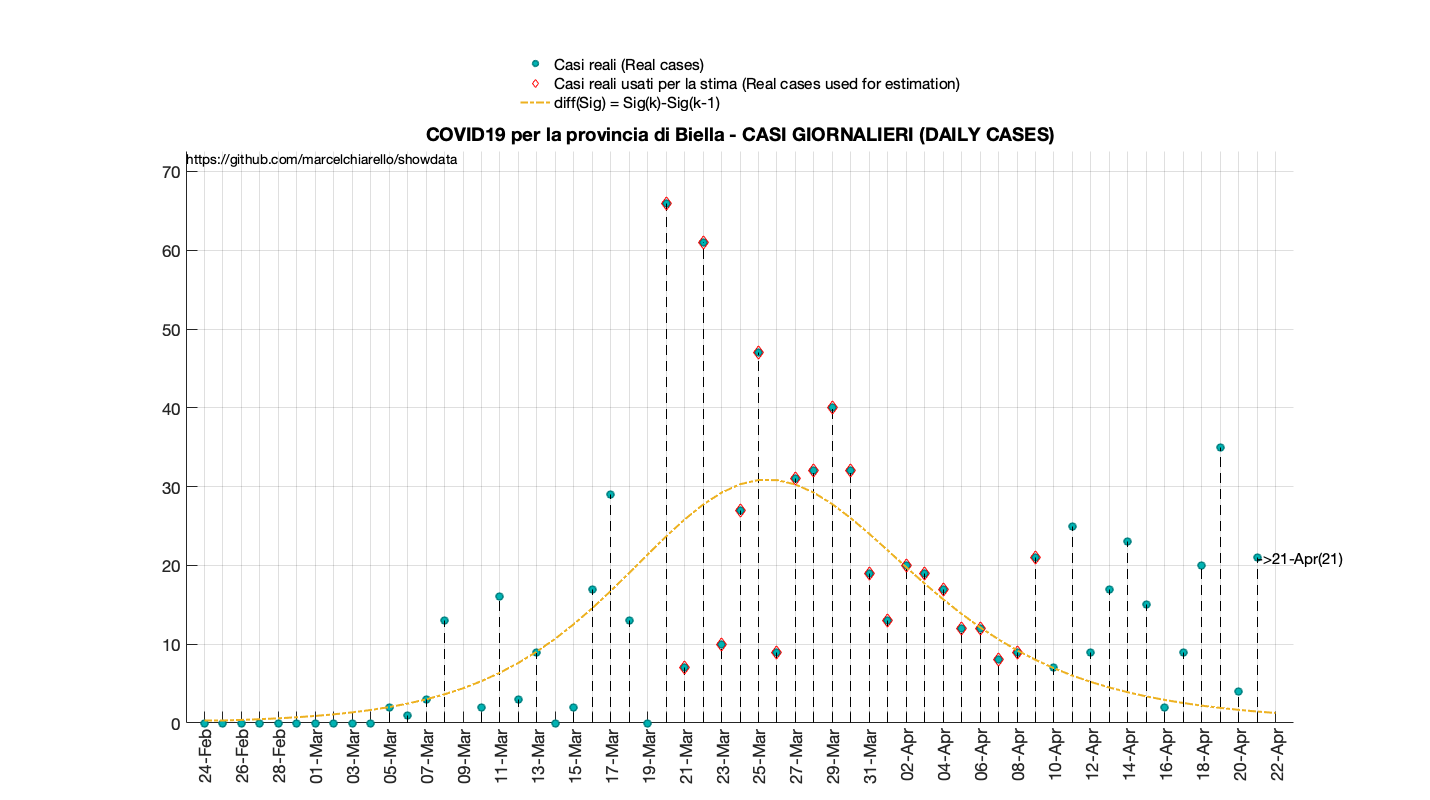 Casi reali (Real cases)
Casi reali usati per la stima (Real cases used for estimation)
diff(Sig) = Sig(k)-Sig(k-1)
COVID19 per la provincia di Biella - CASI GIORNALIERI (DAILY CASES)
https://github.com/marcelchiarello/showdata
70
60
50
40
30
20
10
0
->21-Apr(21)
24-Feb
26-Feb
28-Feb
01-Mar
03-Mar
05-Mar
07-Mar
09-Mar
11-Mar
13-Mar
15-Mar
17-Mar
19-Mar
21-Mar
23-Mar
25-Mar
27-Mar
29-Mar
31-Mar
02-Apr
04-Apr
06-Apr
08-Apr
10-Apr
12-Apr
14-Apr
16-Apr
18-Apr
20-Apr
22-Apr